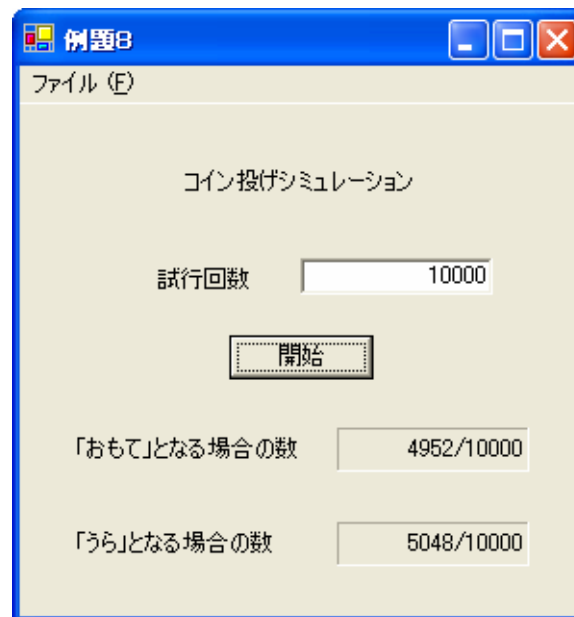 例題8
ファイル (F)
コイン投げシミュレーション
試行回数 10000
開始
「おもて」となる場合の数 4952/10000
「うら」となる場合の数 5048/10000